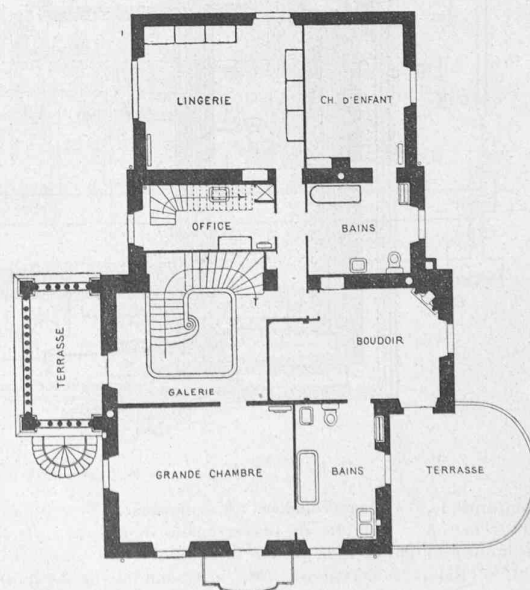 LINGERIE
CH. D'ENFANT
OFFICE
BAINS
TERRASSE
BOUDOIR
GALERIE
GRANDE CHAMBRE
BAINS
TERRASSE